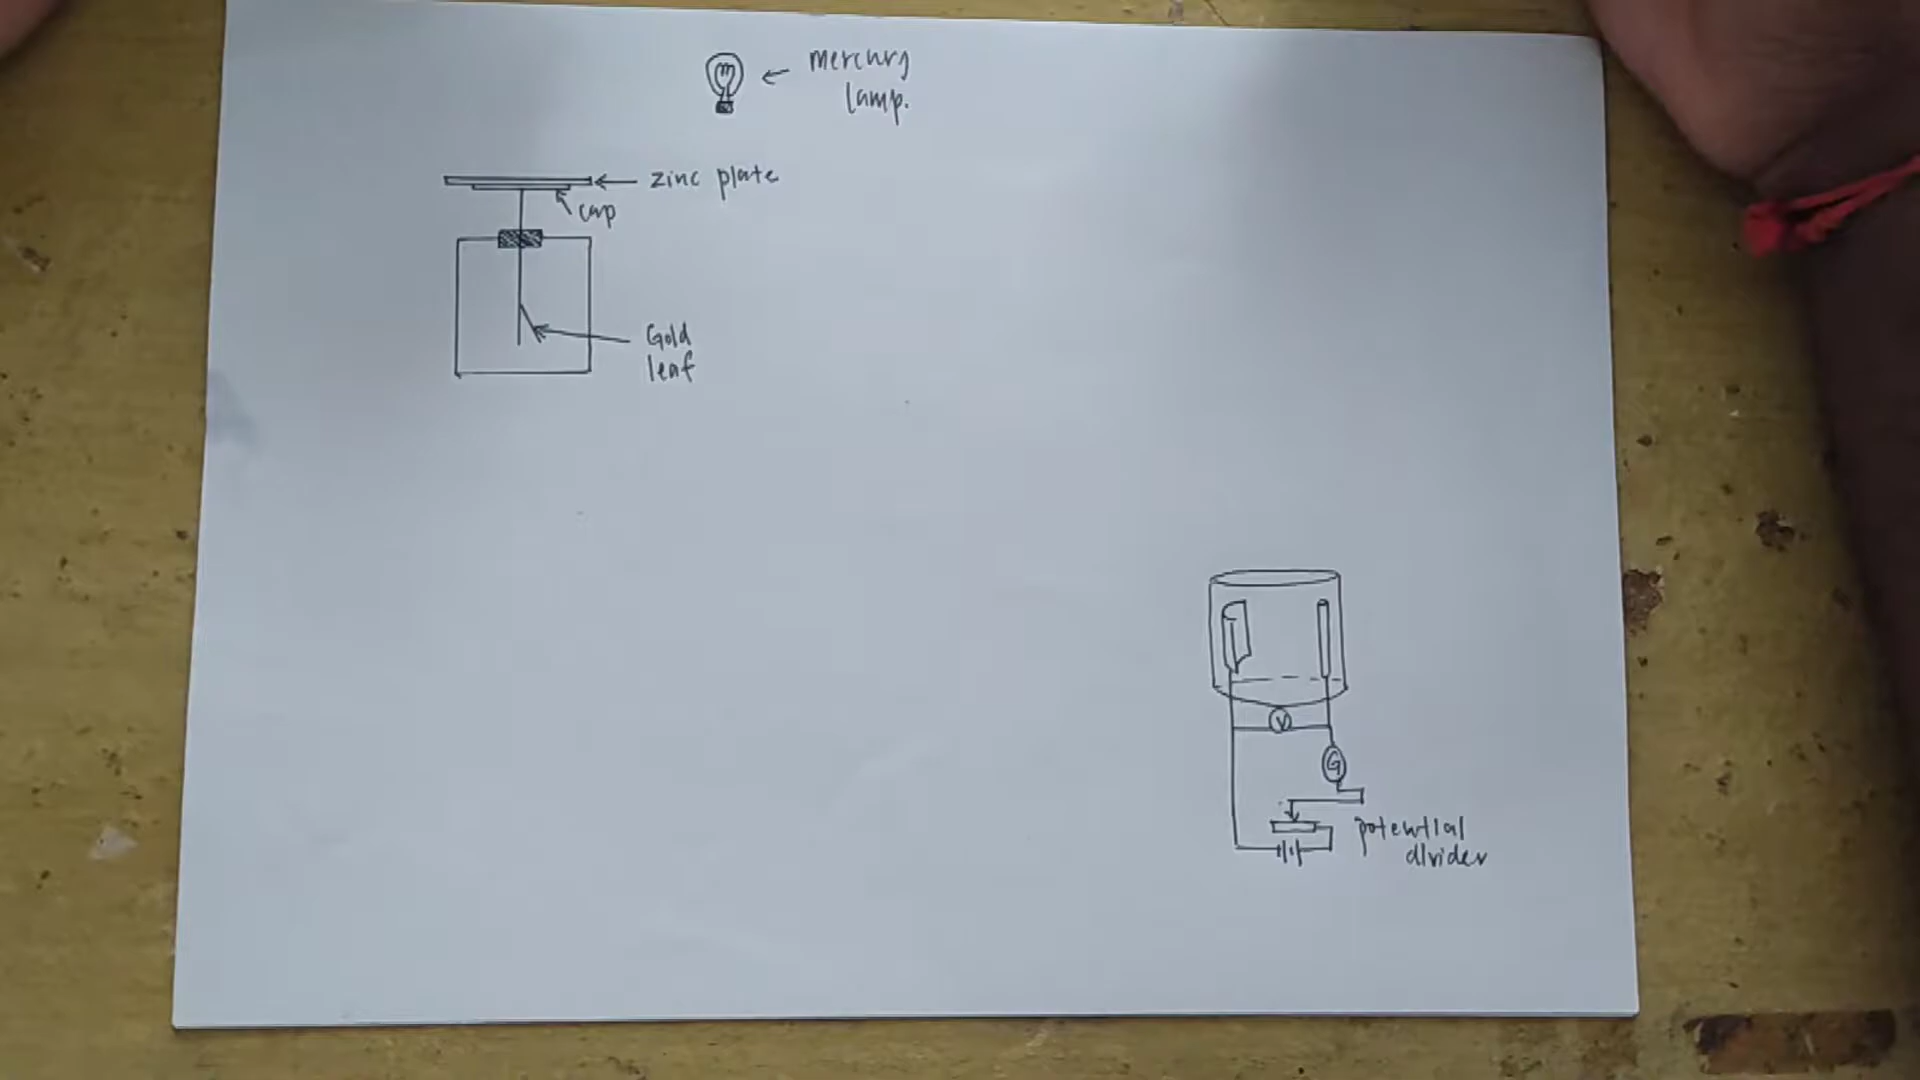 mercury
lamp.
zinc plate
cap
Gold
leaf
V
G
potential
divider